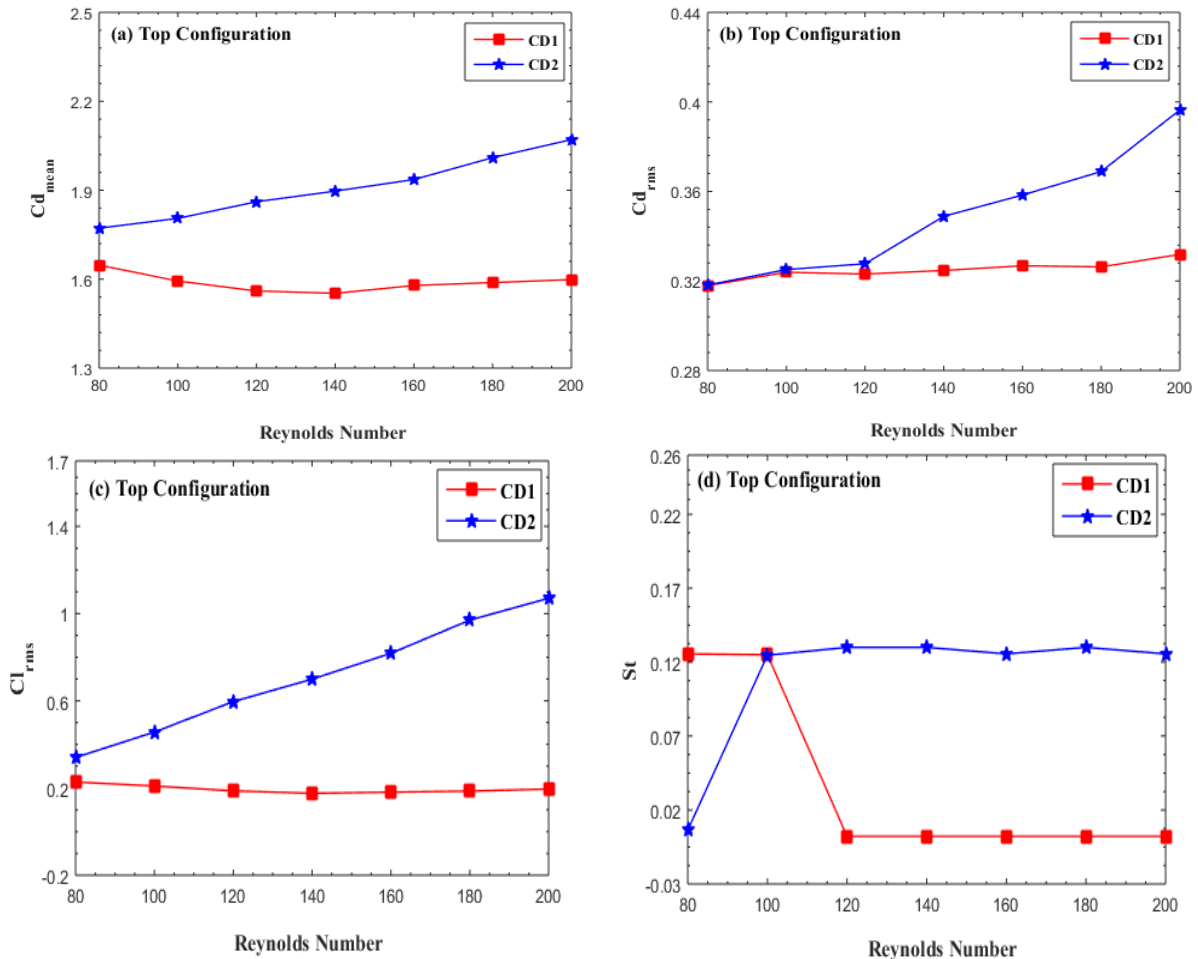 (a) Top Configuration
CD1
CD2
2.5
2.2
1.9
1.6
1.3
Cd mean
80 100 120 140 160 180 200
Reynolds Number
(b) Top Configuration
CD1
CD2
0.44
0.4
0.36
0.32
0.28
Cd rms
80 100 120 140 160 180 200
Reynolds Number
(c) Top Configuration
CD1
CD2
1.7
1.4
1
0.6
0.2
-0.2
Cl rms
80 100 120 140 160 180 200
Reynolds Number
(d) Top Configuration
CD1
CD2
0.26
0.22
0.17
0.12
0.07
0.02
-0.03
St
80 100 120 140 160 180 200
Reynolds Number